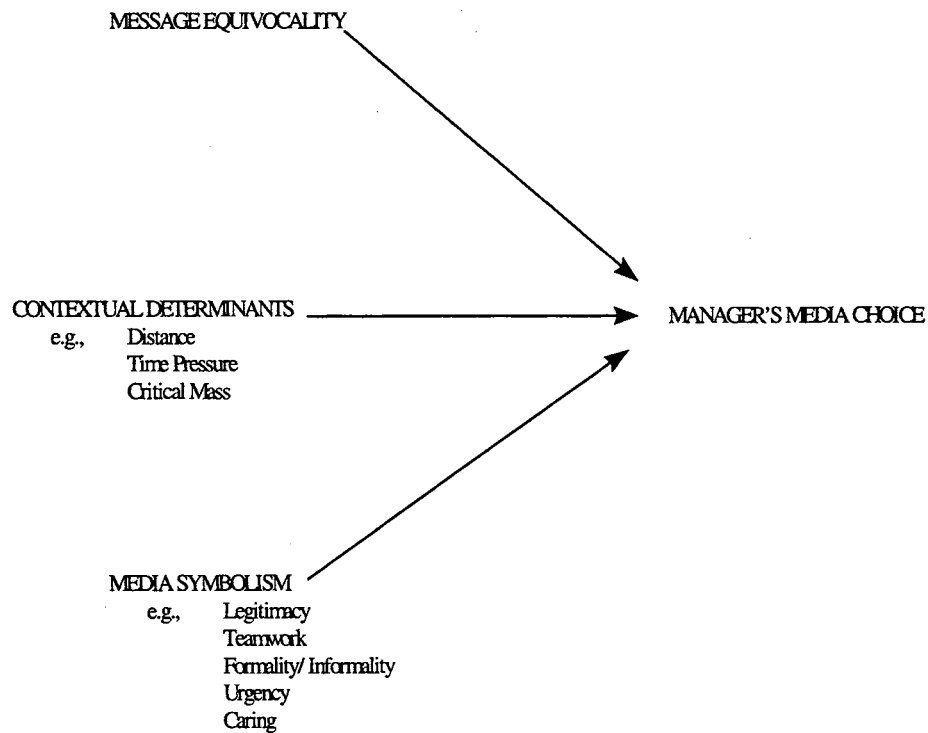 MESSAGE EQUIVOCALITY
CONTEXTUAL DETERMINANTS
e.g., Distance
Time Pressure
Critical Mass
MANAGER'S MEDIA CHOICE
MEDIA SYMBOLISM
e.g., Legitimacy
Teamwork
Formality/ Informality
Urgency
Caring